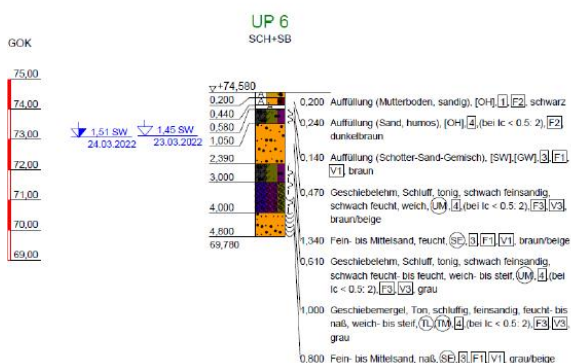 UP 6
SCH+SB
GOK
75,00
74,00
73,00
72,00
71,00
70,00
69,00
1,51 SW
24.03.2022
1,45 SW
23.03.2022
+74,580
0,200
0,440
0,580
1,050
2,390
3,000
4,000
4,800
69,780
A
A
0,200 Auffüllung (Mutterboden, sandig), [OH], 1, F2, schwarz
0,240 Auffüllung (Sand, humos), [OH], 4, (bei Ic < 0.5: 2), F2,
dunkelbraun
0,140 Auffüllung (Schotter-Sand-Gemisch), [SW],[GW], 3, F1,
V1, braun
0,470 Geschiebelehm, Schluff, tonig, schwach feinsandig,
schwach feucht, weich, UM, 4, (bei Ic < 0.5: 2), F3, V3,
braun/beige
1,340 Fein- bis Mittelsand, feucht, SE, 3, F1, V1, braun/beige
0,610 Geschiebelehm, Schluff, tonig, schwach feinsandig,
schwach feucht- bis feucht, weich- bis steif, UM, 4, (bei
Ic < 0.5: 2), F3, V3, grau
1,000 Geschiebemergel, Ton, schluffig, feinsandig, feucht- bis
naß, weich- bis steif, TL, TM, 4, (bei Ic < 0.5: 2), F3, V3,
grau
0,800 Fein- bis Mittelsand, naß, SE, 3, F1, V1, grau/beige